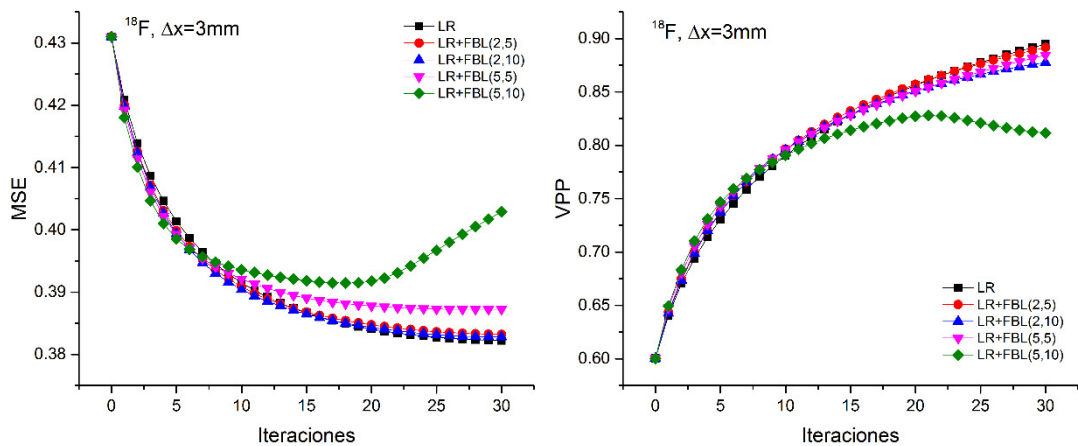 ¹⁸F, Δx=3mm
LR
LR+FBL(2,5)
LR+FBL(2,10)
LR+FBL(5,5)
LR+FBL(5,10)
0.43
0.42
0.41
0.40
0.39
0.38
MSE
0 5 10 15 20 25 30
Iteraciones
¹⁸F, Δx=3mm
0.90
0.85
0.80
0.75
0.70
0.65
0.60
VPP
LR
LR+FBL(2,5)
LR+FBL(2,10)
LR+FBL(5,5)
LR+FBL(5,10)
0 5 10 15 20 25 30
Iteraciones